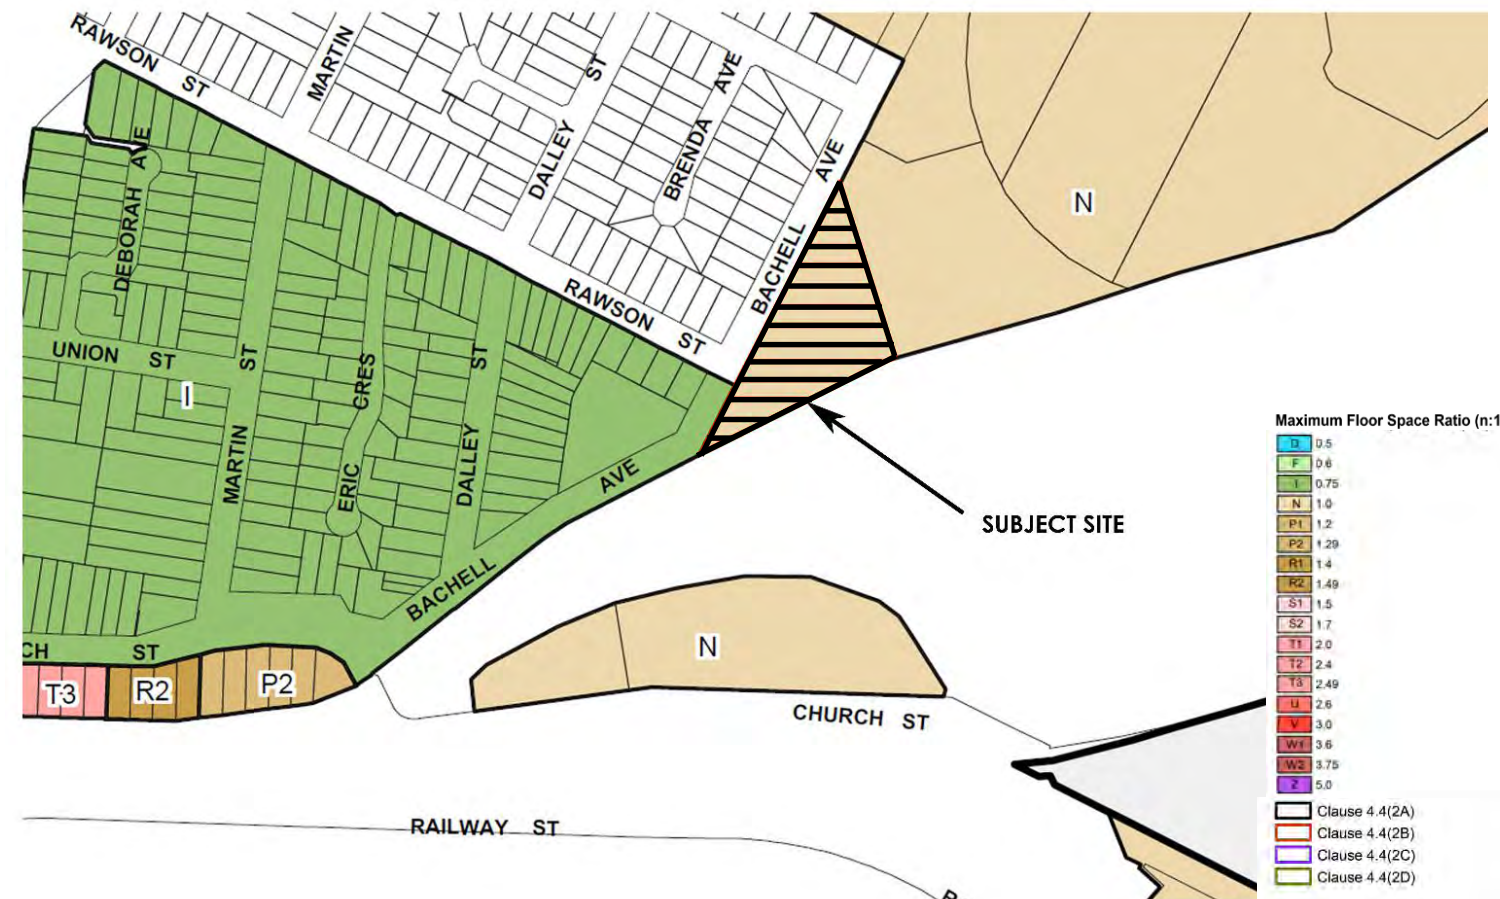 RAWSON ST
MARTIN
DALLEY ST
BRENDA AVE
BACHELL AVE
N
DEBORAH AVE
RAWSON ST
UNION ST
I
MARTIN ST
ERIC CRES
DALLEY ST
BACHELL AVE
SUBJECT SITE
CH ST
T3
R2
P2
N
CHURCH ST
RAILWAY ST
Maximum Floor Space Ratio (n:1
D 0.5
F 0.6
I 0.75
N 1.0
P1 1.2
P2 1.29
R1 1.4
R2 1.49
S1 1.5
S2 1.7
T1 2.0
T2 2.4
T3 2.49
U 2.6
V 3.0
W1 3.6
W2 3.75
Z 5.0
Clause 4.4(2A)
Clause 4.4(2B)
Clause 4.4(2C)
Clause 4.4(2D)